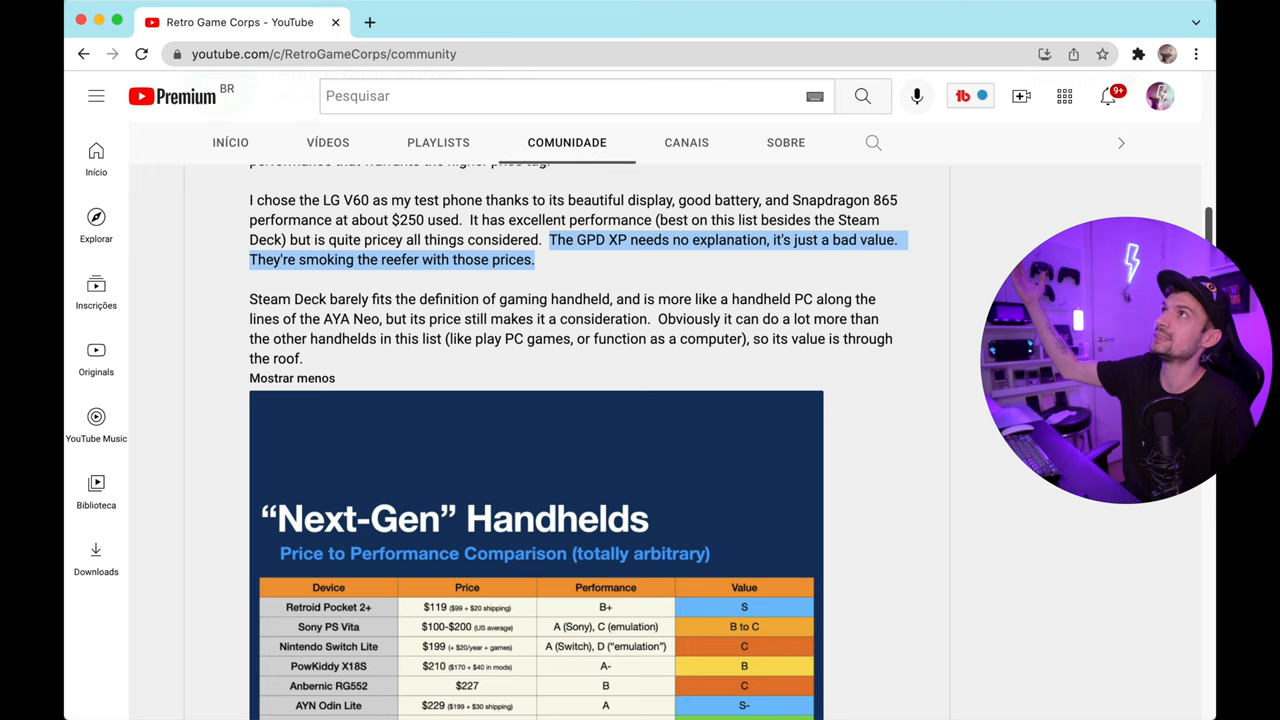 Retro Game Corps - YouTube
youtube.com/c/RetroGameCorps/community
Premium BR
Pesquisar
9+
INÍCIO VÍDEOS PLAYLISTS COMUNIDADE CANAIS SOBRE
Início
Explorar
Inscrições
Originals
YouTube Music
Biblioteca
Downloads
performance that warrants the higher price tag.
I chose the LG V60 as my test phone thanks to its beautiful display, good battery, and Snapdragon 865
performance at about $250 used. It has excellent performance (best on this list besides the Steam
Deck) but is quite pricey all things considered. The GPD XP needs no explanation, it's just a bad value.
They're smoking the reefer with those prices.
Steam Deck barely fits the definition of gaming handheld, and is more like a handheld PC along the
lines of the AYA Neo, but its price still makes it a consideration. Obviously it can do a lot more than
the other handhelds in this list (like play PC games, or function as a computer), so its value is through
the roof.
Mostrar menos
“Next-Gen” Handhelds
Price to Performance Comparison (totally arbitrary)
Device Price Performance Value
Retroid Pocket 2+ $119 ($99 + $20 shipping) B+ S
Sony PS Vita $100-$200 (US average) A (Sony), C (emulation) B to C
Nintendo Switch Lite $199 (+ $20/year + games) A (Switch), D (“emulation”) C
PowKiddy X18S $210 ($170 + $40 in mods) A- B
Anbernic RG552 $227 B C
AYN Odin Lite $229 ($199 + $30 shipping) A S-